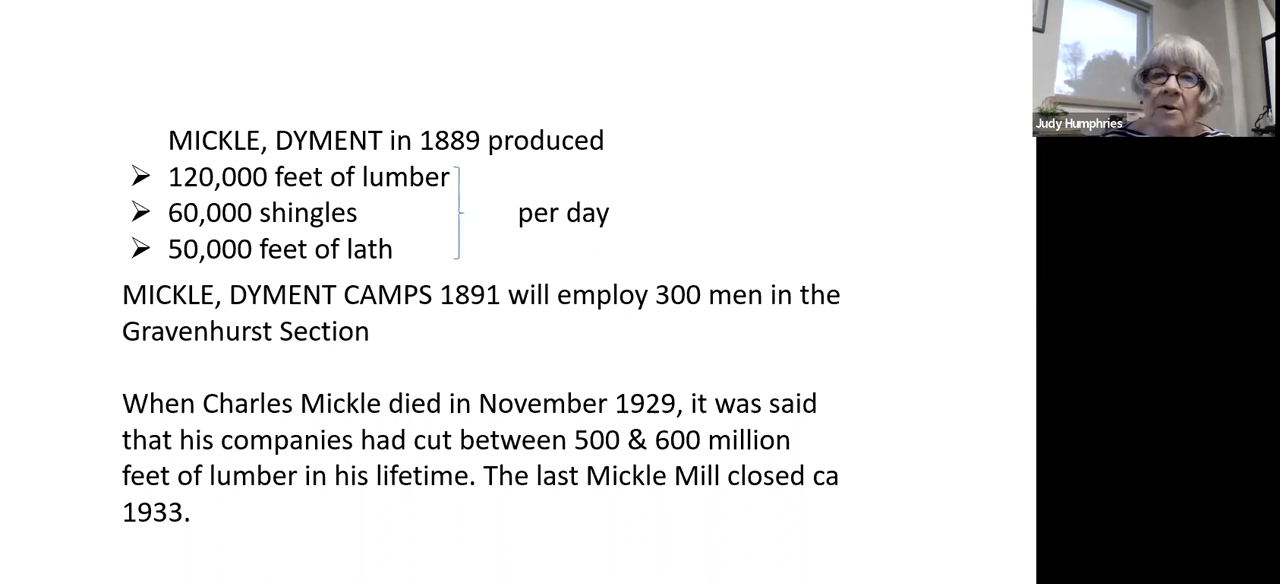 MICKLE, DYMENT in 1889 produced
120,000 feet of lumber
60,000 shingles
per day
50,000 feet of lath
MICKLE, DYMENT CAMPS 1891 will employ 300 men in the
Gravenhurst Section
When Charles Mickle died in November 1929, it was said
that his companies had cut between 500 & 600 million
feet of lumber in his lifetime. The last Mickle Mill closed ca
1933.
Judy Humphries